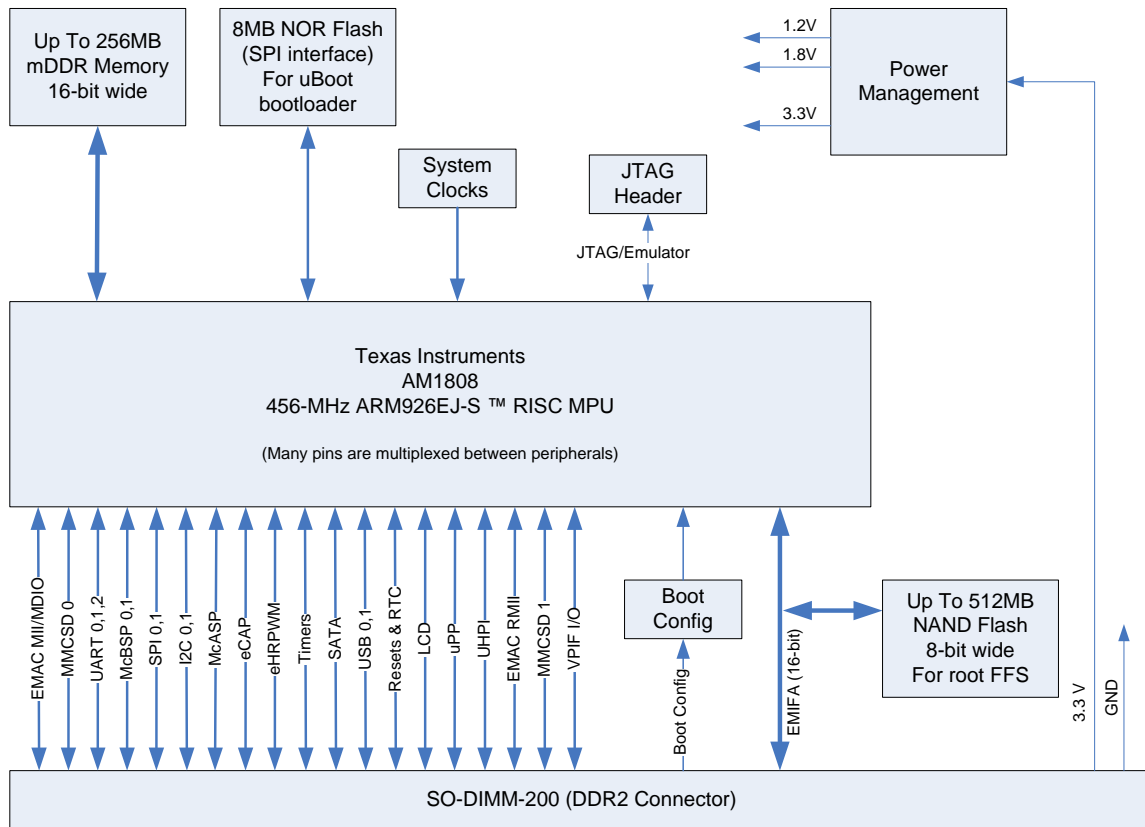 Up To 256MB
mDDR Memory
16-bit wide
8MB NOR Flash
(SPI interface)
For uBoot
bootloader
1.2V
1.8V
3.3V
Power
Management
System
Clocks
JTAG
Header
JTAG/Emulator
Texas Instruments
AM1808
456-MHz ARM926EJ-S ™ RISC MPU
(Many pins are multiplexed between peripherals)
EMAC MII/MDIO
MMCSD 0
UART 0,1,2
McBSP 0,1
SPI 0,1
I2C 0,1
McASP
eCAP
eHRPWM
Timers
SATA
USB 0,1
Resets & RTC
LCD
uPP
UHPI
EMAC RMII
MMCSD 1
VPIF I/O
Boot
Config
Boot Config
EMIFA (16-bit)
Up To 512MB
NAND Flash
8-bit wide
For root FFS
3.3 V
GND
SO-DIMM-200 (DDR2 Connector)